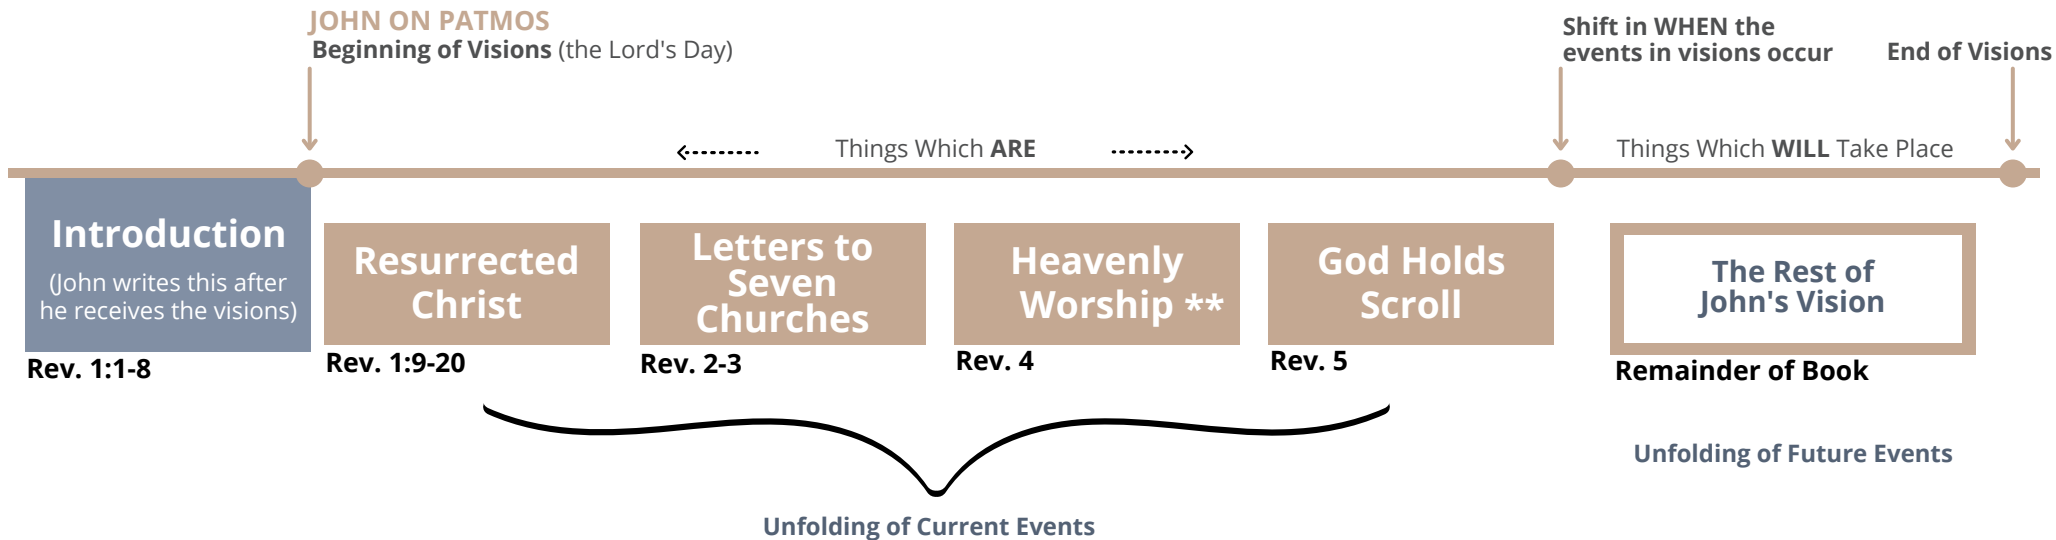 JOHN ON PATMOS
Beginning of Visions (the Lord's Day)
Shift in WHEN the
events in visions occur
End of Visions
Things Which ARE
Things Which WILL Take Place
Introduction
(John writes this after
he receives the visions)
Rev. 1:1-8
Resurrected
Christ
Rev. 1:9-20
Letters to
Seven
Churches
Rev. 2-3
Heavenly
Worship **
Rev. 4
God Holds
Scroll
Rev. 5
The Rest of
John's Vision
Remainder of Book
Unfolding of Future Events
Unfolding of Current Events